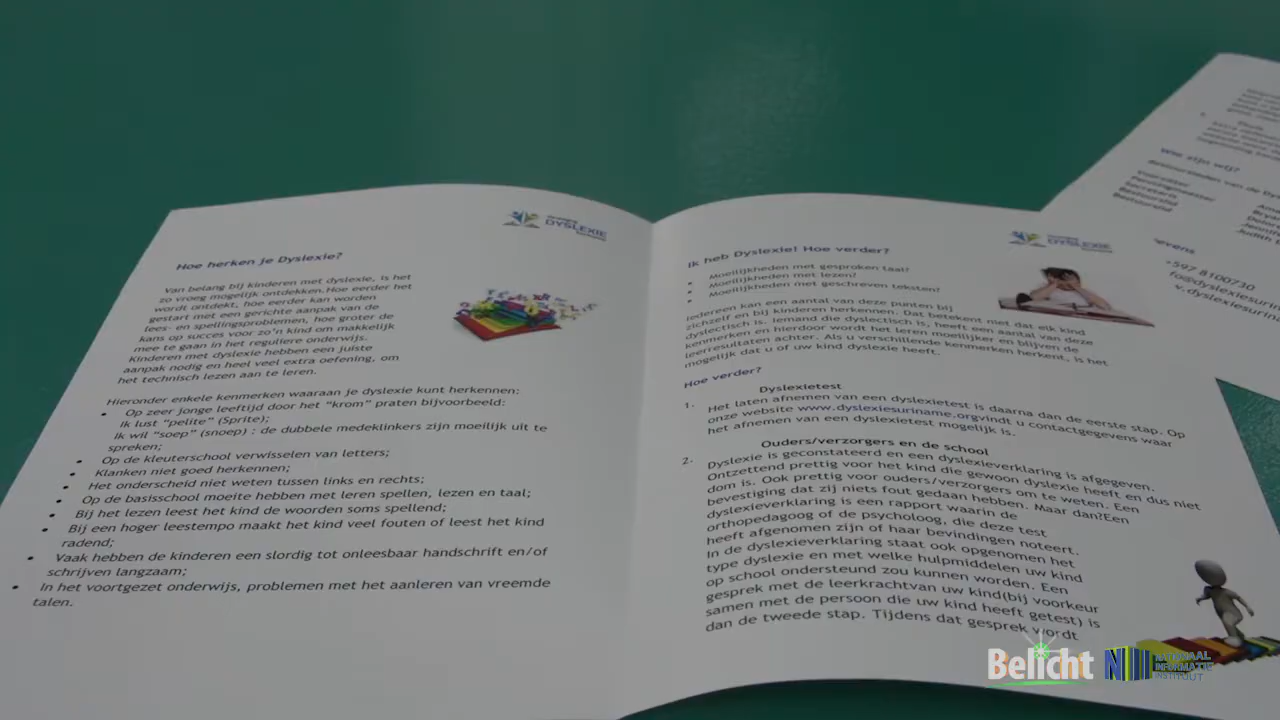 DYSLEXIE
Hoe herken je Dyslexie?
Van belang bij kinderen met dyslexie, is het
zo vroeg mogelijk ontdekken.Hoe eerder het
wordt ontdekt, hoe eerder kan worden
gestart met een gerichte aanpak van de
lees- en spellingsproblemen, hoe groter de
kans op succes voor zo'n kind om makkelijk
mee te gaan in het reguliere onderwijs.
Kinderen met dyslexie hebben een juiste
aanpak nodig en heel veel extra oefening, om
het technisch lezen aan te leren.
Hieronder enkele kenmerken waaraan je dyslexie kunt herkennen:
• Op zeer jonge leeftijd door het "krom" praten bijvoorbeeld:
Ik lust "pelite" (Sprite);
Ik wil "soep" (snoep) : de dubbele medeklinkers zijn moeilijk uit te
spreken;
• Op de kleuterschool verwisselen van letters;
• Klanken niet goed herkennen;
• Het onderscheid niet weten tussen links en rechts;
• Op de basisschool moeite hebben met leren spellen, lezen en taal;
• Bij het lezen leest het kind de woorden soms spellend;
• Bij een hoger leestempo maakt het kind veel fouten of leest het kind
radend;
• Vaak hebben de kinderen een slordig tot onleesbaar handschrift en/of
schrijven langzaam;
• In het voortgezet onderwijs, problemen met het aanleren van vreemde
talen.
DYSLEXIE
Ik heb Dyslexie! Hoe verder?
• Moeilijkheden met gesproken taal?
• Moeilijkheden met lezen?
• Moeilijkheden met geschreven teksten?
Iedereen kan een aantal van deze punten bij
zichzelf en bij kinderen herkennen. Dat betekent niet dat elk kind
dyslectisch is. Iemand die dyslectisch is, heeft een aantal van deze
kenmerken en hierdoor wordt het leren moeilijker en blijven de
leerresultaten achter. Als u verschillende kenmerken herkent, is het
mogelijk dat u of uw kind dyslexie heeft.
Hoe verder?
Dyslexietest
1. Het laten afnemen van een dyslexietest is daarna dan de eerste stap. Op
onze website www.dyslexiesuriname.orgvindt u contactgegevens waar
het afnemen van een dyslexietest mogelijk is.
Ouders/verzorgers en de school
2. Dyslexie is geconstateerd en een dyslexieverklaring is afgegeven.
Ontzettend prettig voor het kind die gewoon dyslexie heeft en dus niet
dom is. Ook prettig voor ouders/verzorgers om te weten. Een
bevestiging dat zij niets fout gedaan hebben. Maar dan?Een
dyslexieverklaring is een rapport waarin de
orthopedagoog of de psycholoog, die deze test
heeft afgenomen zijn of haar bevindingen noteert.
In de dyslexieverklaring staat ook opgenomen het
type dyslexie en met welke hulpmiddelen uw kind
op school ondersteund zou kunnen worden. Een
gesprek met de leerkrachtvan uw kind(bij voorkeur
samen met de persoon die uw kind heeft getest) is
dan de tweede stap. Tijdens dat gesprek wordt
Wie zijn wij?
Bestuursleden van de
Voorzitter
Penningmeester
Secretaris
Bestuurslid
Bestuurslid
Judith
+597 8100730
Belicht
NII NATIONAAL
INFORMATIE
INSTITUUT